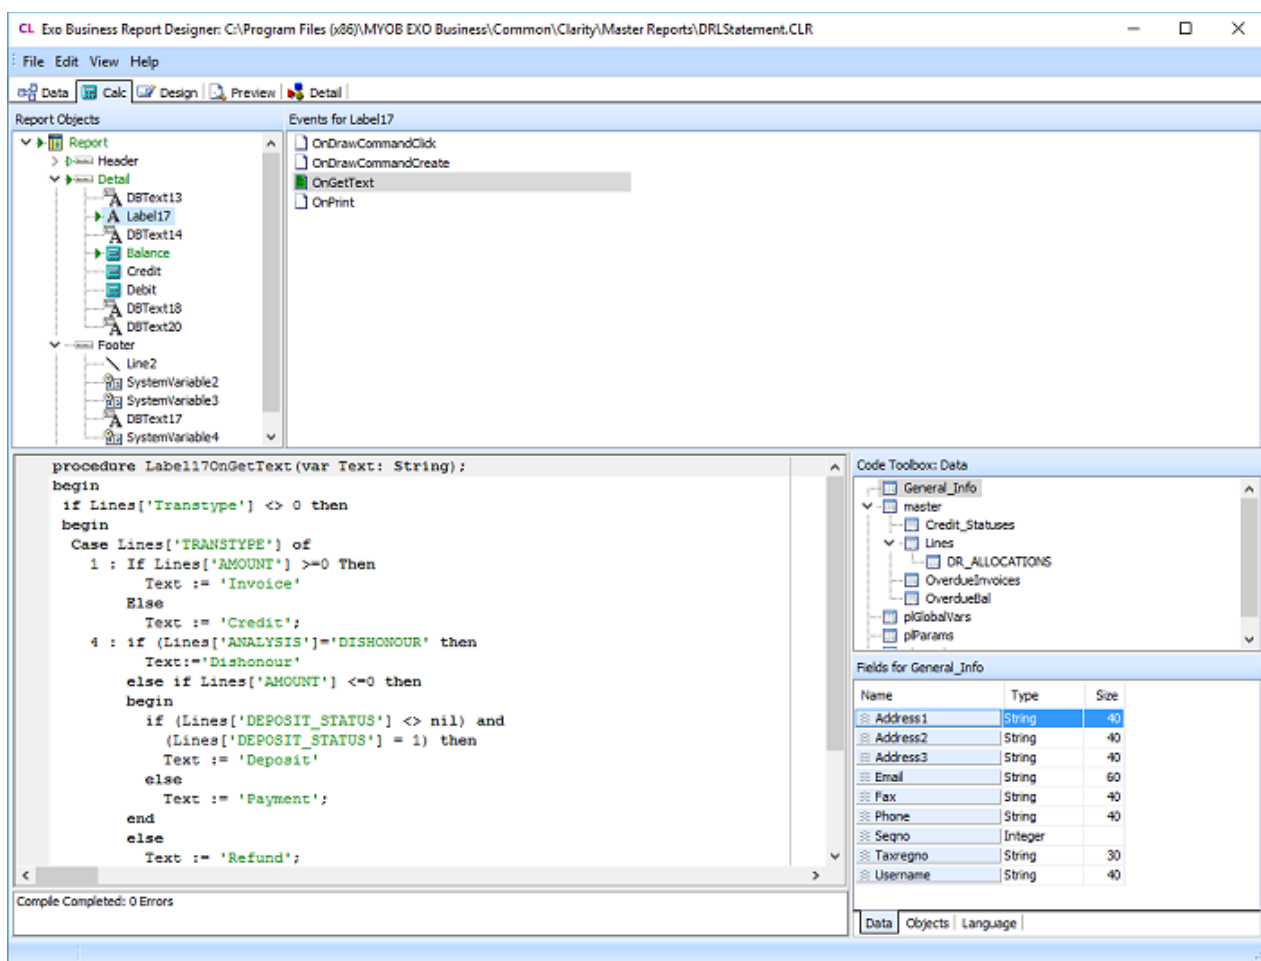 CL Exo Business Report Designer: C:\Program Files (x86)\MYOB EXO Business\Common\Clarity\Master Reports\DRLStatement.CLR
File Edit View Help
Data Calc Design Preview Detail
Report Objects
Report
Header
Detail
DBText13
Label17
DBText14
Balance
Credit
Debit
DBText18
DBText20
Footer
Line2
SystemVariable2
SystemVariable3
DBText17
SystemVariable4
Events for Label17
OnDrawCommandClick
OnDrawCommandCreate
OnGetText
OnPrint
procedure Label17OnGetText(var Text: String);
begin
if Lines['Transtype'] <> 0 then
begin
Case Lines['TRANSTYPE'] of
1 : If Lines['AMOUNT'] >=0 Then
Text := 'Invoice'
Else
Text := 'Credit';
4 : if (Lines['ANALYSIS']='DISHONOUR' then
Text:='Dishonour'
else if Lines['AMOUNT'] <=0 then
begin
if (Lines['DEPOSIT_STATUS'] <> nil) and
(Lines['DEPOSIT_STATUS'] = 1) then
Text := 'Deposit'
else
Text := 'Payment';
end
else
Text := 'Refund';
Compile Completed: 0 Errors
Code Toolbox: Data
General_Info
master
Credit_Statuses
Lines
DR_ALLOCATIONS
OverdueInvoices
OverdueBal
plGlobalVars
plParams
Fields for General_Info
Name Type Size
Address1 String 40
Address2 String 40
Address3 String 40
Email String 60
Fax String 40
Phone String 40
Seqno Integer
Taxregno String 30
Username String 40
Data Objects Language